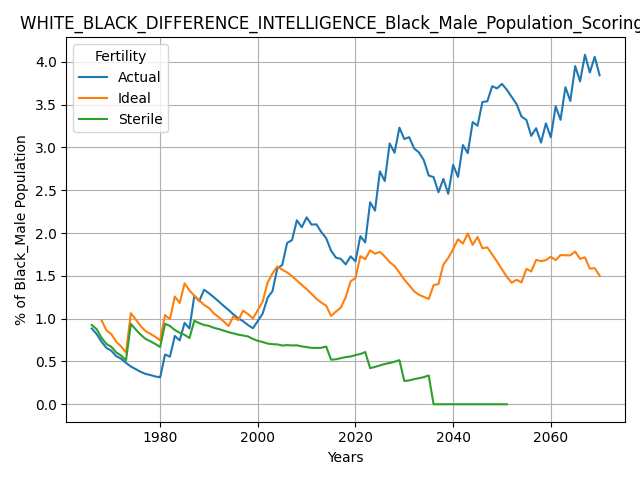 WHITE_BLACK_DIFFERENCE_INTELLIGENCE_Black_Male_Population_Scoring
Fertility
Actual
Ideal
Sterile
% of Black_Male Population
4.0
3.5
3.0
2.5
2.0
1.5
1.0
0.5
0.0
1980
2000
2020
2040
2060
Years